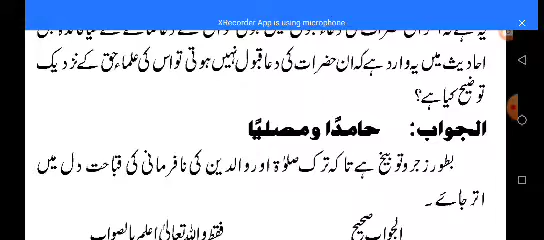 XRecorder App is using microphone
احادیث میں یہ وارد ہے کہ ان حضرات کی دعا قبول نہیں ہوتی تو اس کی علماء حق کے نزدیک
توضیح کیا ہے؟
الجواب: حامدًا ومصلیًا
بطور زجر و توبیخ ہے تاکہ ترک صلوٰۃ اور والدین کی نافرمانی کی قباحت دل میں
اتر جائے۔
الجواب صحیح فقط واللہ تعالیٰ اعلم بالصواب